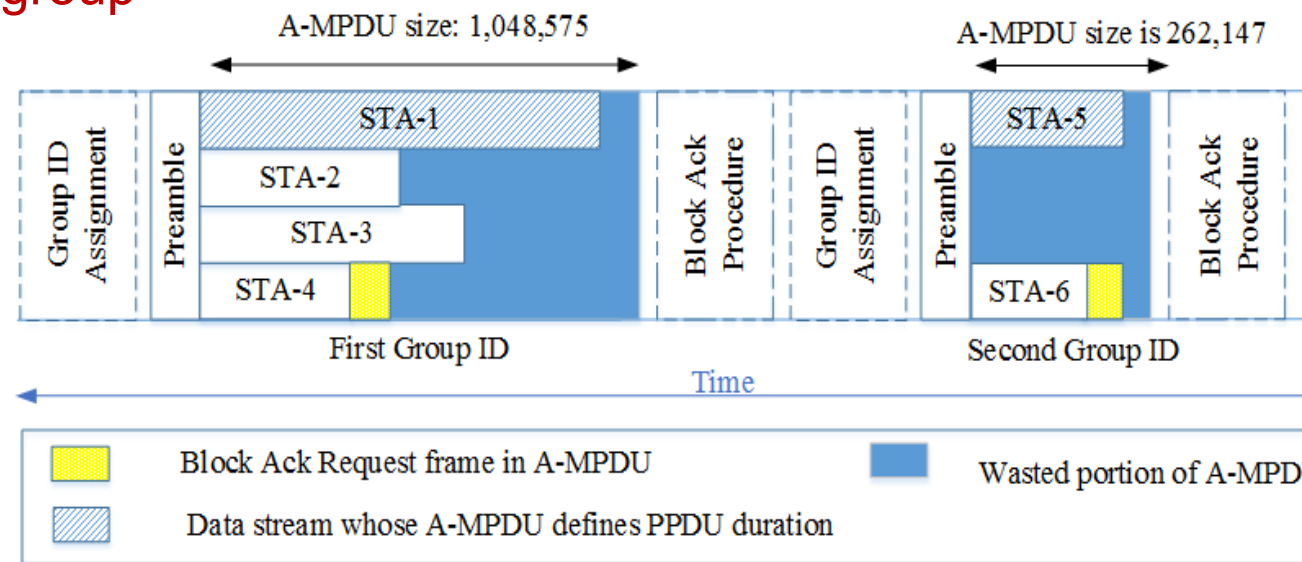 group
A-MPDU size: 1,048,575
A-MPDU size is 262,147
Group ID
Assignment
Preamble
STA-1
STA-2
STA-3
STA-4
Block Ack
Procedure
Group ID
Assignment
Preamble
STA-5
STA-6
Block Ack
Procedure
First Group ID
Second Group ID
Time
Block Ack Request frame in A-MPDU
Wasted portion of A-MPD
Data stream whose A-MPDU defines PPDU duration